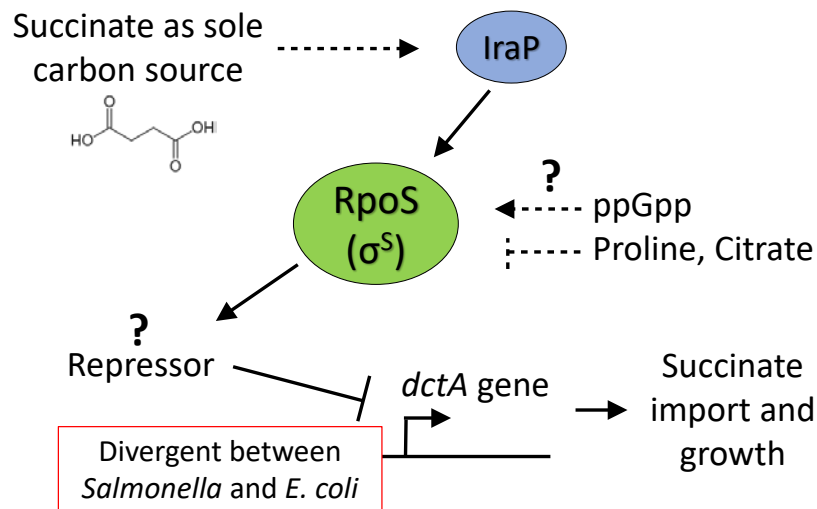 Succinate as sole
carbon source
IraP
O
HO
OH
O
RpoS
(σS)
?
ppGpp
Proline, Citrate
?
Repressor
dctA gene
Succinate
import and
growth
Divergent between
Salmonella and E. coli